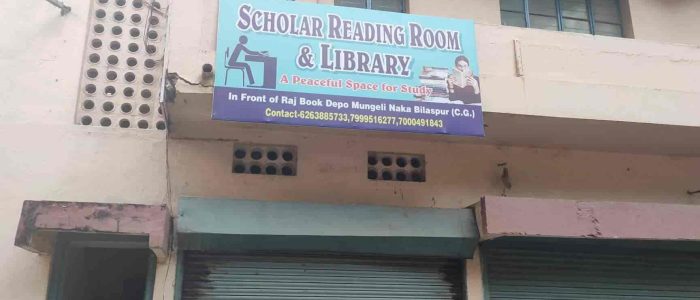 SCHOLAR READING ROOM
& LIBRARY
A Peaceful Space for Study
In Front of Raj Book Depo Mungeli Naka Bilaspur (C.G.)
Contact-6263885733,7999516277,7000491843